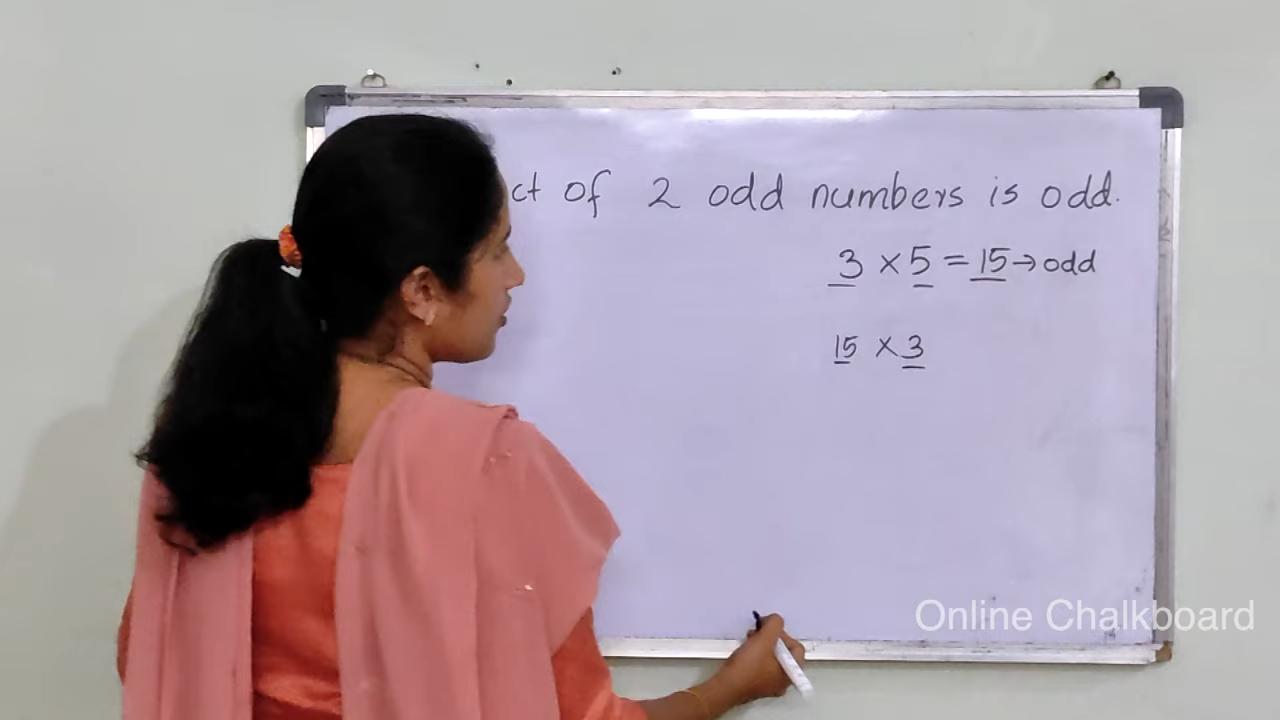 ct of 2 odd numbers is odd.
3 × 5 = 15 → odd
15 × 3
Online Chalkboard